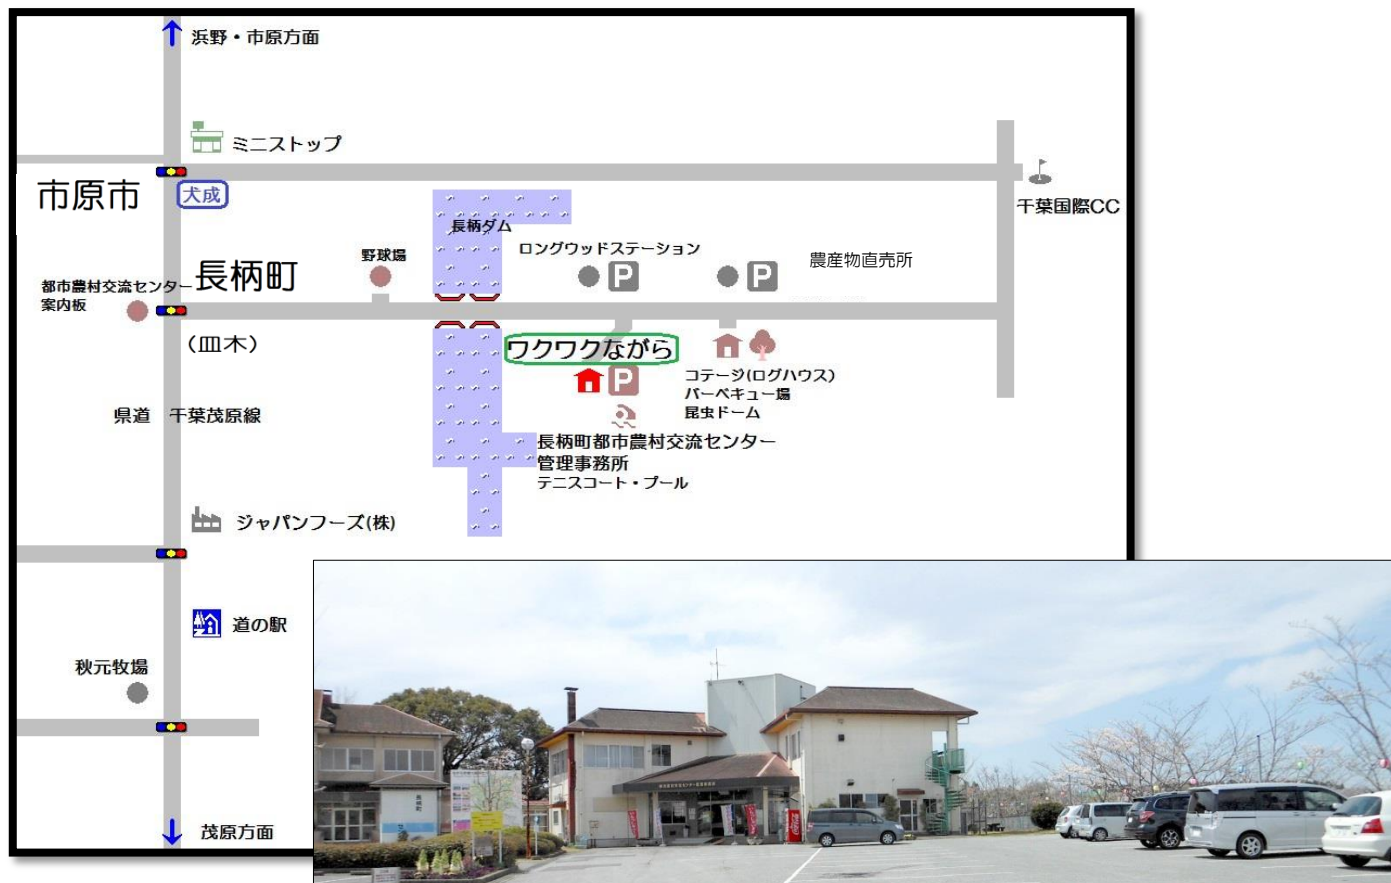 浜野・市原方面
ミニストップ
市原市
犬成
千葉国際CC
長柄ダム
野球場
ロングウッドステーション
P
P
農産物直売所
長柄町
都市農村交流センター
案内板
(皿木)
ワクワクながら
P
コテージ(ログハウス)
バーベキュー場
昆虫ドーム
県道 千葉茂原線
長柄町都市農村交流センター
管理事務所
テニスコート・プール
ジャパンフーズ(株)
道の駅
秋元牧場
茂原方面
長柄町